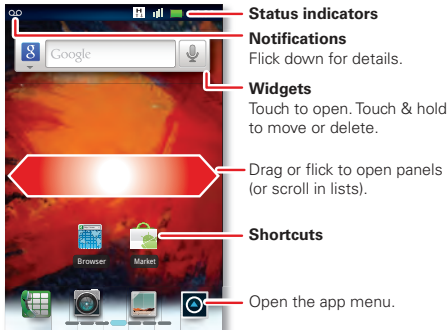 Status indicators
Notifications
Flick down for details.
8 Google
Widgets
Touch to open. Touch & hold
to move or delete.
Drag or flick to open panels
(or scroll in lists).
Shortcuts
Browser Market
Open the app menu.